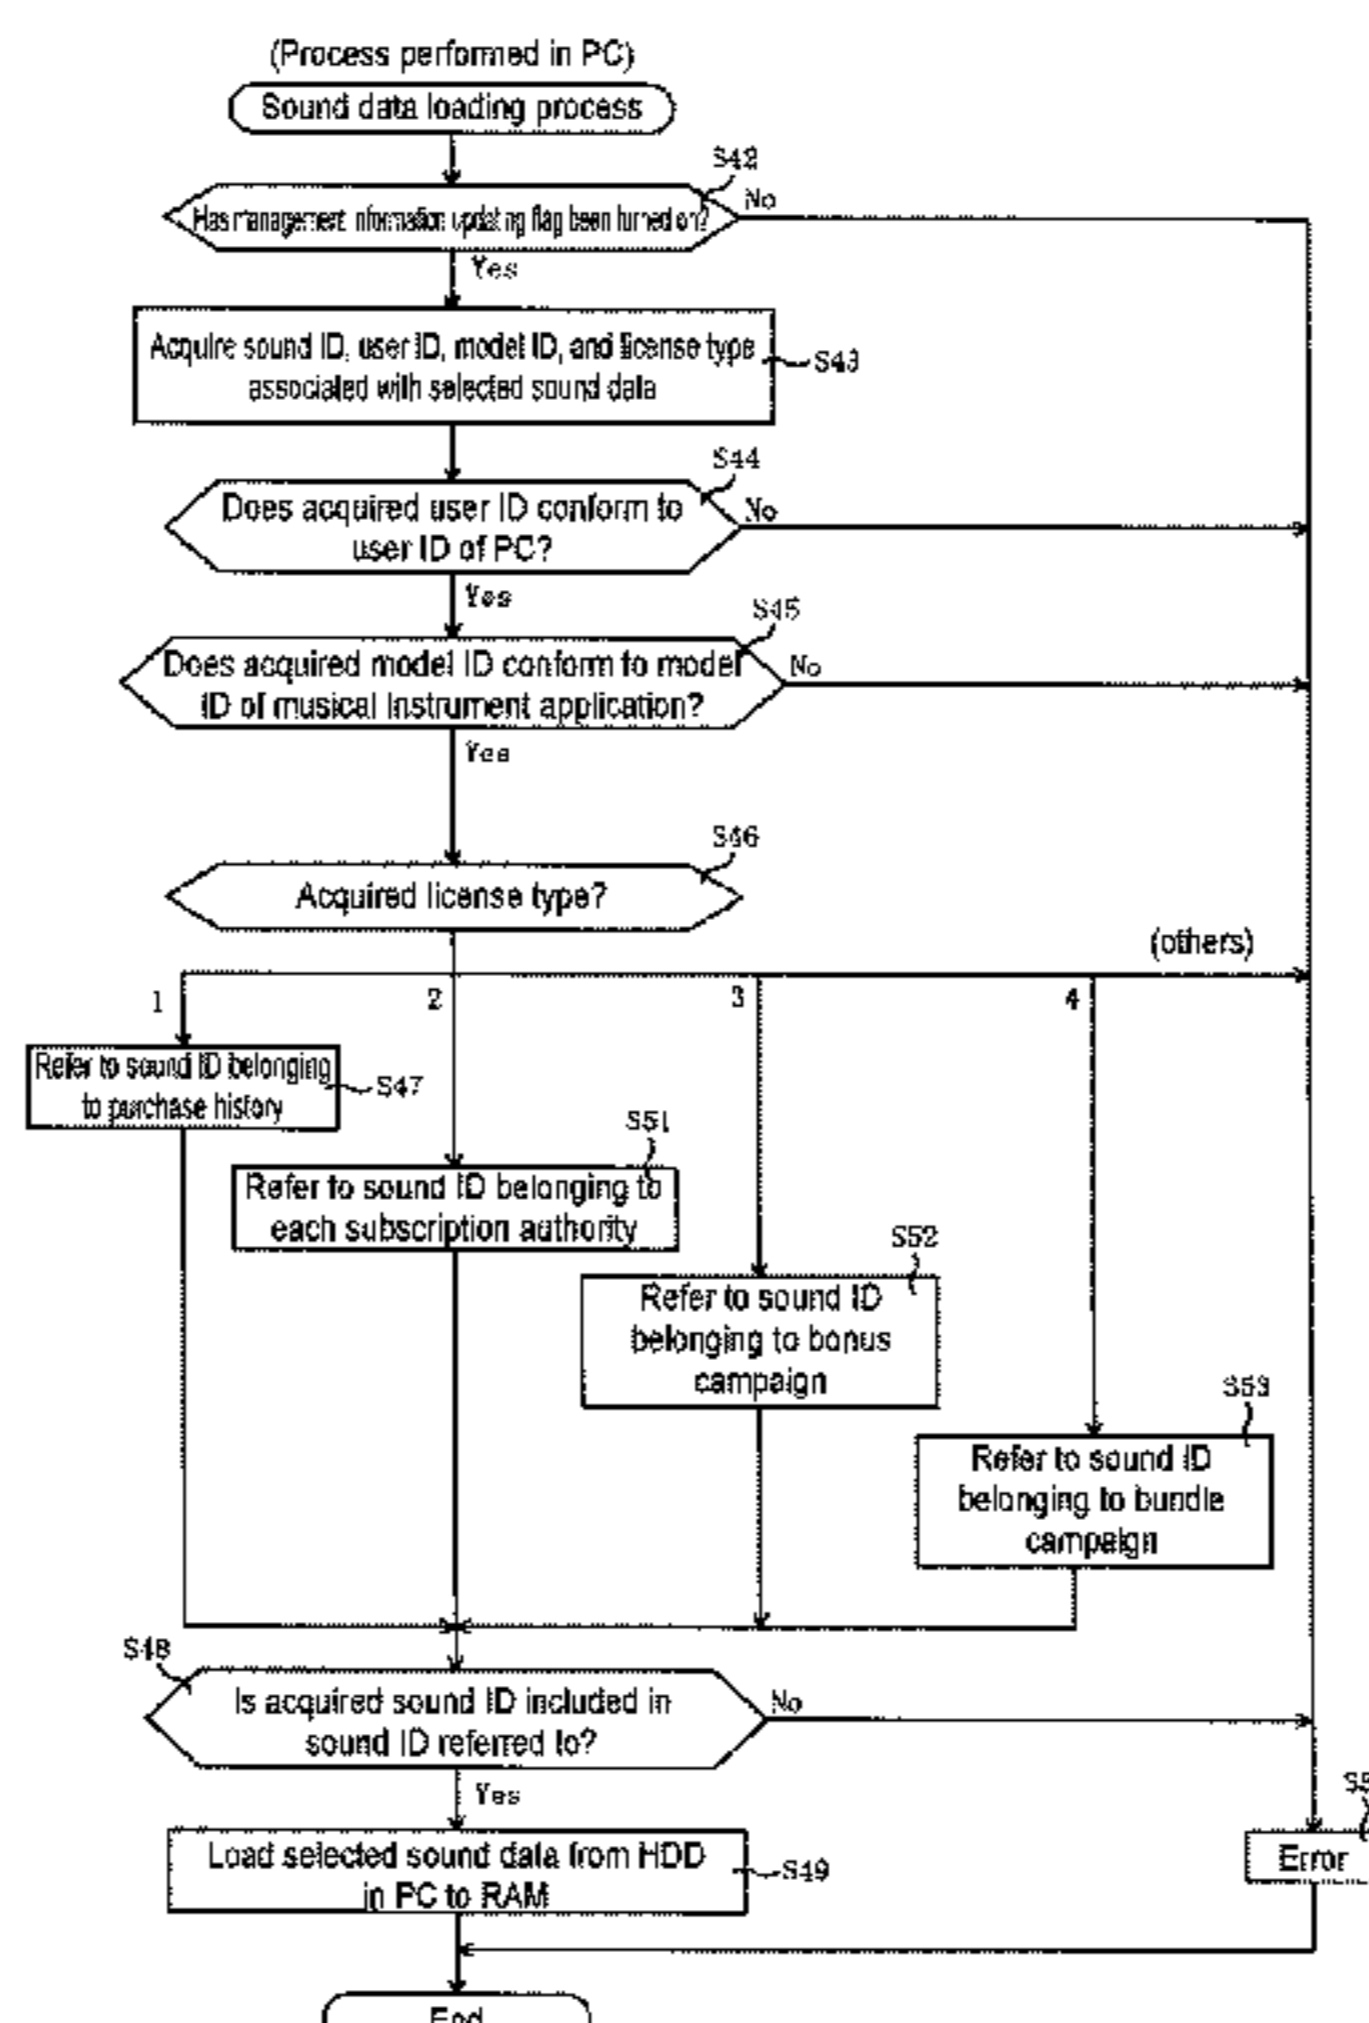 (Process performed in PC)
Sound data loading process
S42
Has management information updating flag been turned on?
No
Yes
Acquire sound ID, user ID, model ID, and license type
associated with selected sound data
S43
S44
Does acquired user ID conform to
user ID of PC?
No
Yes
S45
Does acquired model ID conform to model
ID of musical instrument application?
No
Yes
S46
Acquired license type?
(others)
1
2
3
4
Refer to sound ID belonging
to purchase history
S47
S51
Refer to sound ID belonging to
each subscription authority
S52
Refer to sound ID
belonging to bonus
campaign
S53
Refer to sound ID
belonging to bundle
campaign
S48
Is acquired sound ID included in
sound ID referred to?
No
Yes
Load selected sound data from HDD
in PC to RAM
S49
Error
End